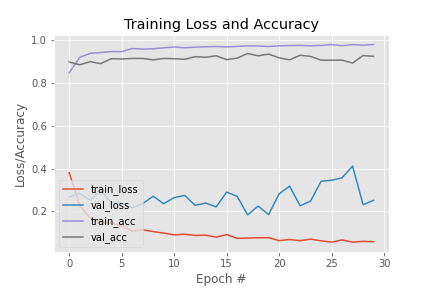 Training Loss and Accuracy
1.0
0.8
0.6
0.4
0.2
Loss/Accuracy
train_loss
val_loss
train_acc
val_acc
0 5 10 15 20 25 30
Epoch #